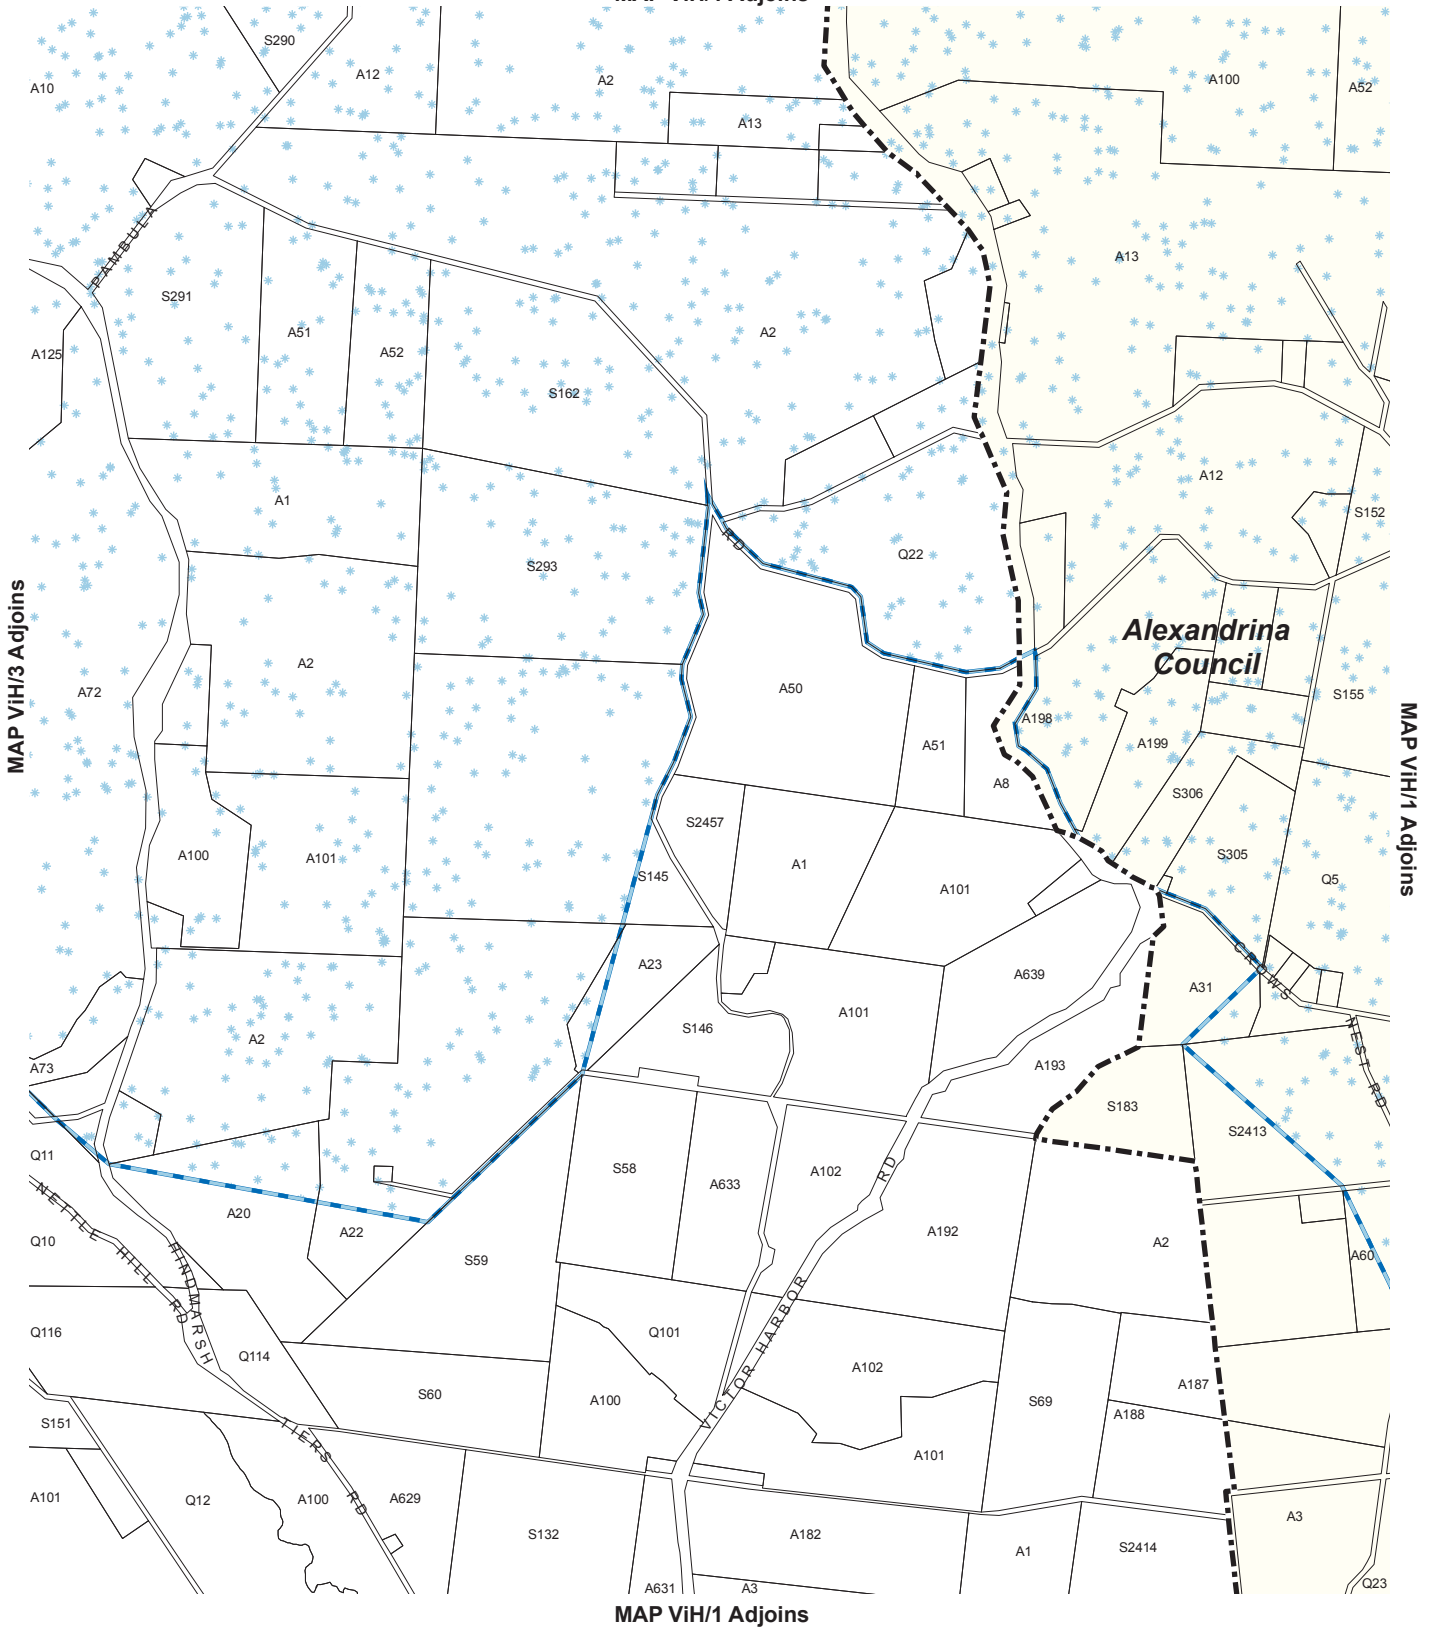 S290
A10
A12
A2
A100
A52
A13
PAMBULA
S291
A51
A52
A125
S162
A2
A13
A1
A12
S152
RD
S293
Q22
Alexandrina
Council
MAP ViH/3 Adjoins
A72
A2
A50
A51
A198
A199
S155
A8
S306
MAP ViH/1 Adjoins
S2457
A100
A101
S145
A1
A101
S305
Q5
A23
A639
CROWS
NEST RD
A31
A2
S146
A101
A73
A193
S183
S2413
Q11
S58
A633
A102
RD
A20
A22
A192
A2
A60
NETTLE HILL RD
Q10
HINDMARSH
TIERS RD
S59
Q116
Q114
Q101
VICTOR HARBOR
A102
S60
A100
S69
A187
A188
S151
A101
A101
Q12
A100
A629
S132
A182
A1
S2414
A3
A631
A3
Q23
MAP ViH/1 Adjoins